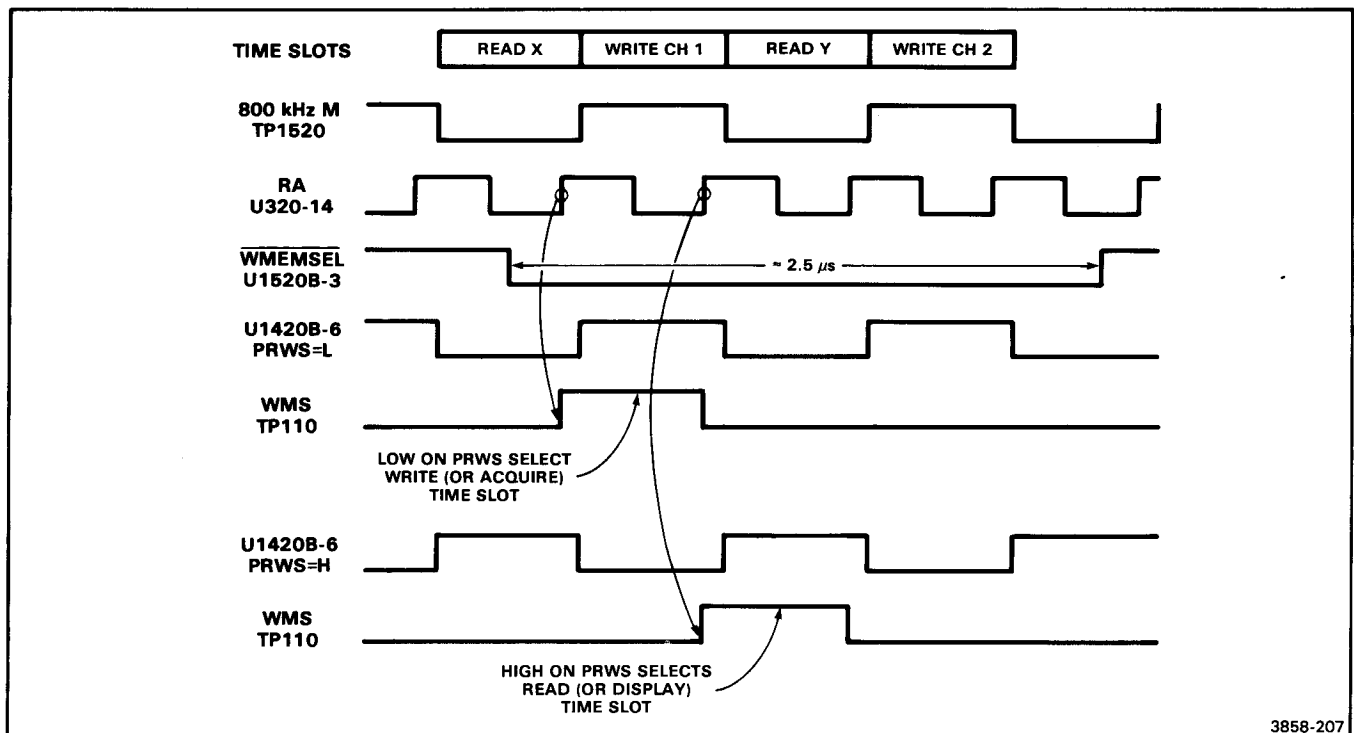 TIME SLOTS READ X WRITE CH 1 READ Y WRITE CH 2
800 kHz M
TP1520
RA
U320-14
WMEMSEL
U1520B-3
≈ 2.5 μs
U1420B-6
PRWS=L
WMS
TP110
LOW ON PRWS SELECT
WRITE (OR ACQUIRE)
TIME SLOT
U1420B-6
PRWS=H
WMS
TP110
HIGH ON PRWS SELECTS
READ (OR DISPLAY)
TIME SLOT
3858-207